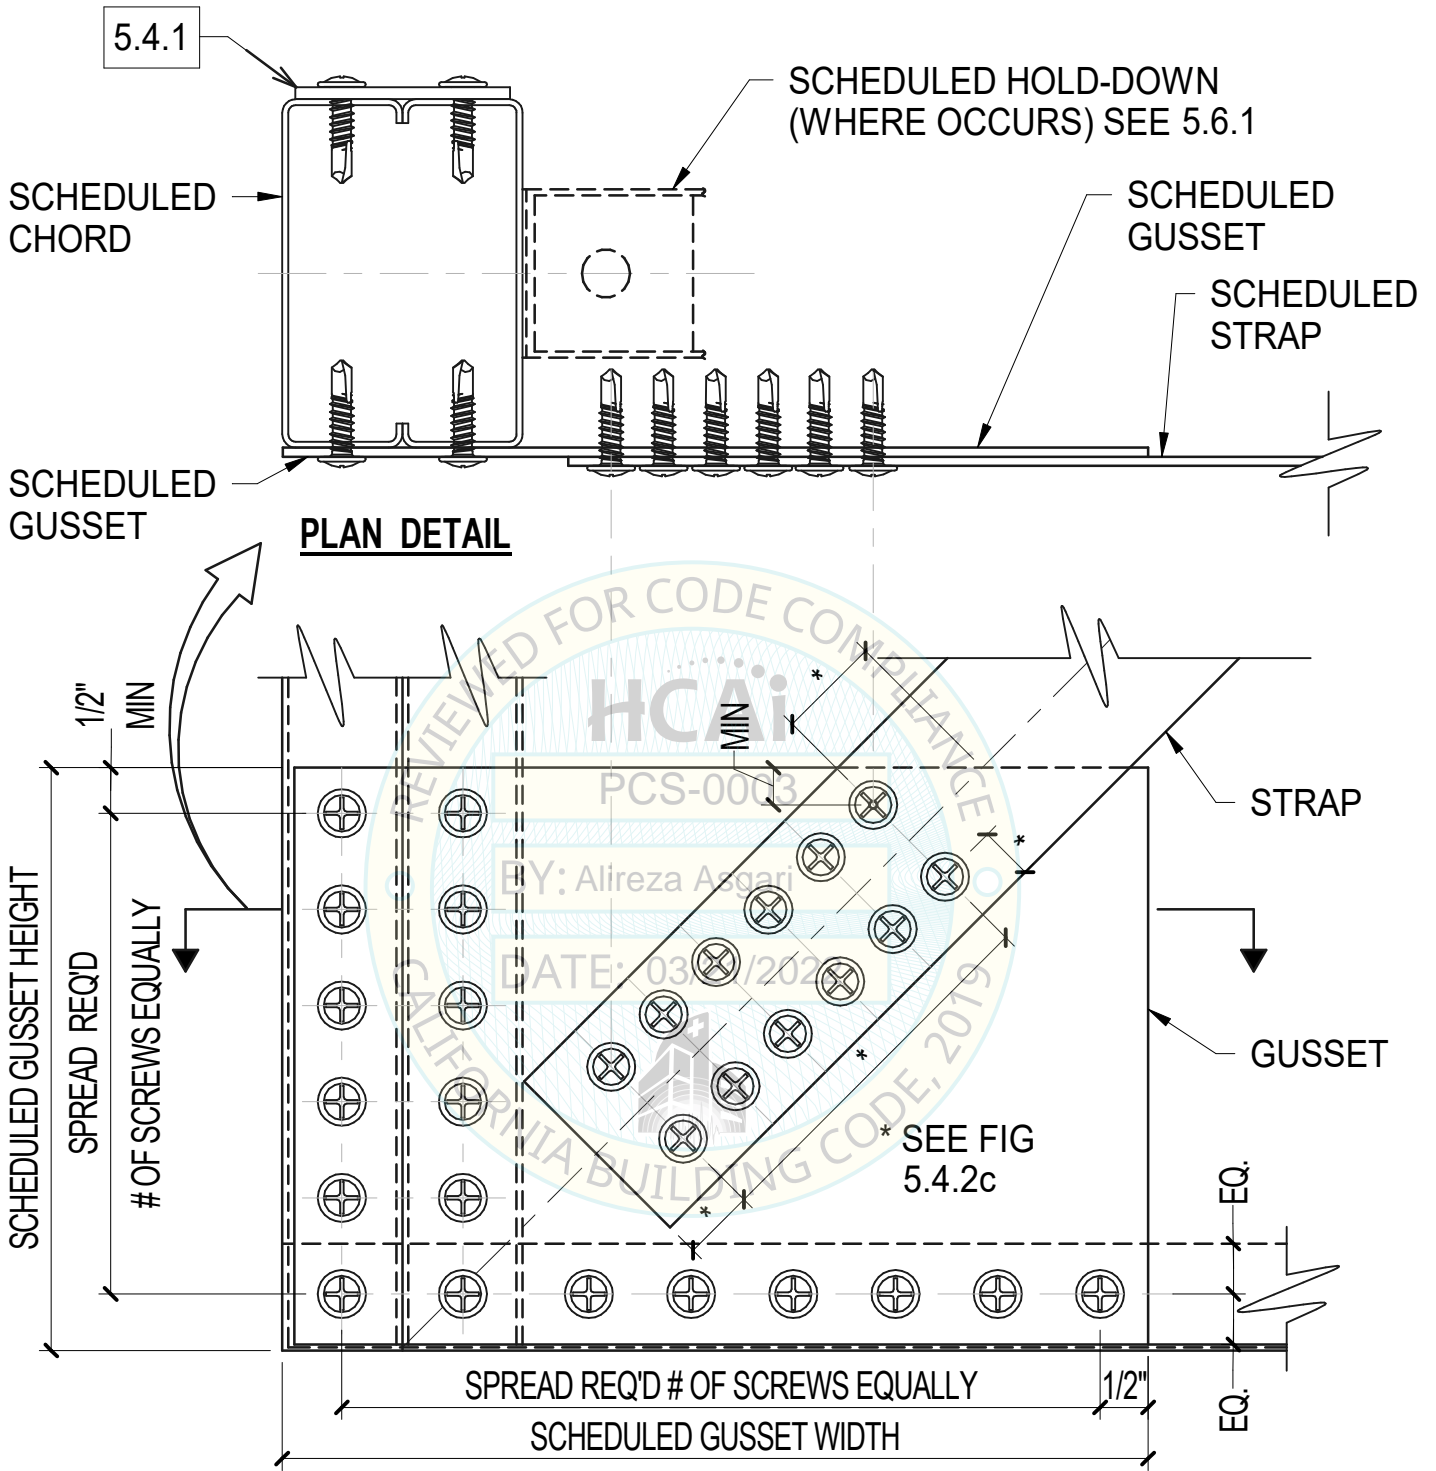 5.4.1
SCHEDULED HOLD-DOWN
(WHERE OCCURS) SEE 5.6.1
SCHEDULED
CHORD
SCHEDULED
GUSSET
SCHEDULED
STRAP
SCHEDULED
GUSSET
PLAN DETAIL
REVIEWED FOR CODE COMPLIANCE
HCAi
PCS-0003
BY: Alireza Asgari
DATE:
CALIFORNIA BUILDING CODE, 2019
1/2"
MIN
MIN
*
*
*
*
STRAP
GUSSET
* SEE FIG
5.4.2c
SCHEDULED GUSSET HEIGHT
SPREAD REQ'D
# OF SCREWS EQUALLY
EQ.
EQ.
SPREAD REQ'D # OF SCREWS EQUALLY
1/2"
SCHEDULED GUSSET WIDTH